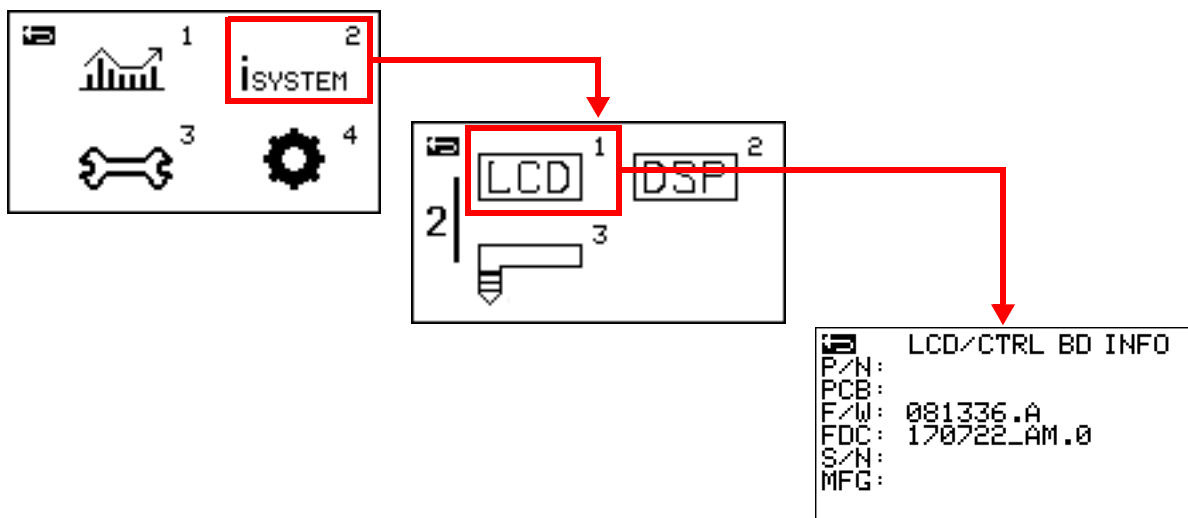 1 2
iSYSTEM
3 4
1 2
LCD DSP
2
3
LCD/CTRL BD INFO
P/N:
PCB:
F/W: 081336.A
FDC: 170722_AM.0
S/N:
MFG: